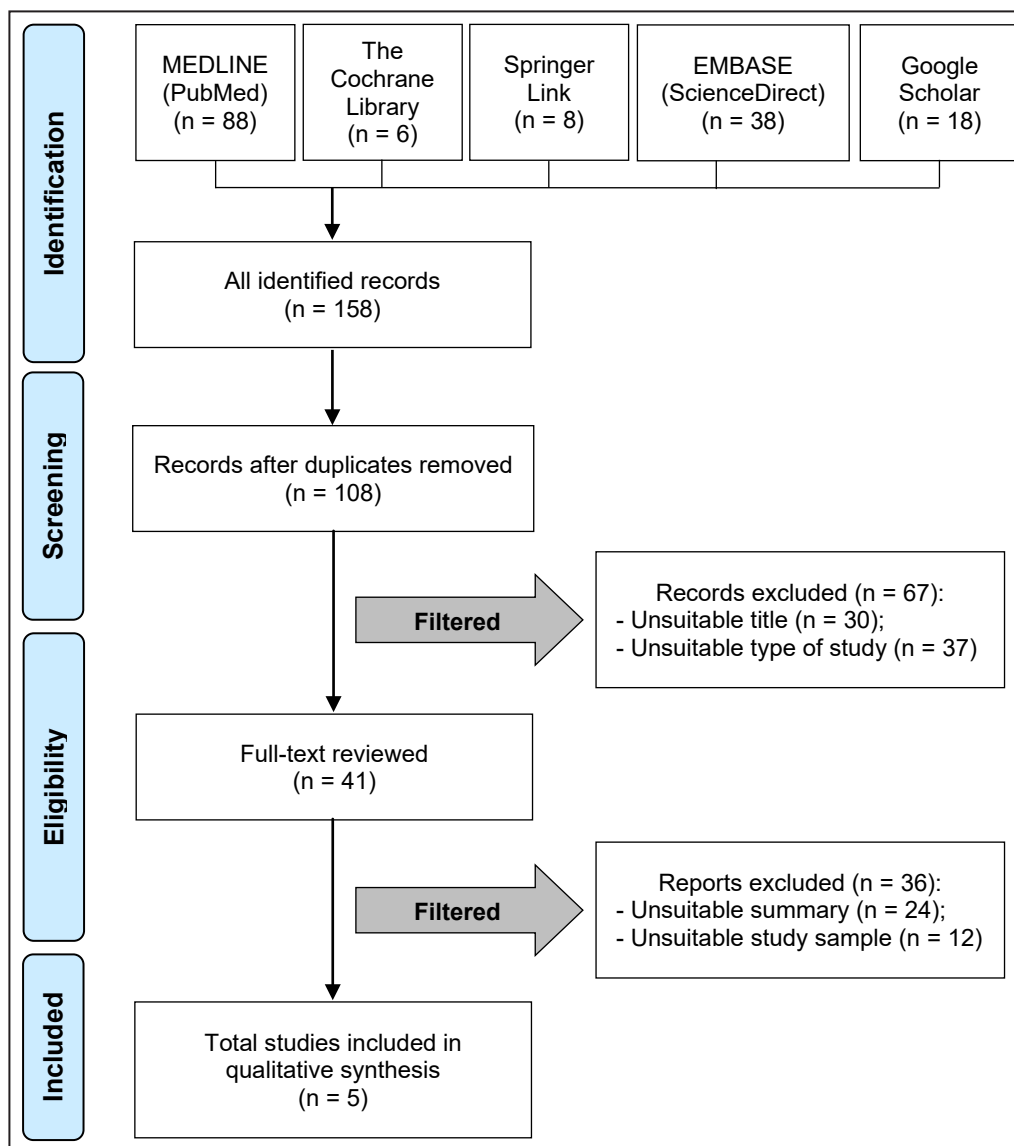 Identification
MEDLINE
(PubMed)
(n = 88)
The
Cochrane
Library
(n = 6)
Springer
Link
(n = 8)
EMBASE
(ScienceDirect)
(n = 38)
Google
Scholar
(n = 18)
All identified records
(n = 158)
Screening
Records after duplicates removed
(n = 108)
Filtered
Records excluded (n = 67):
- Unsuitable title (n = 30);
- Unsuitable type of study (n = 37)
Eligibility
Full-text reviewed
(n = 41)
Filtered
Reports excluded (n = 36):
- Unsuitable summary (n = 24);
- Unsuitable study sample (n = 12)
Included
Total studies included in
qualitative synthesis
(n = 5)